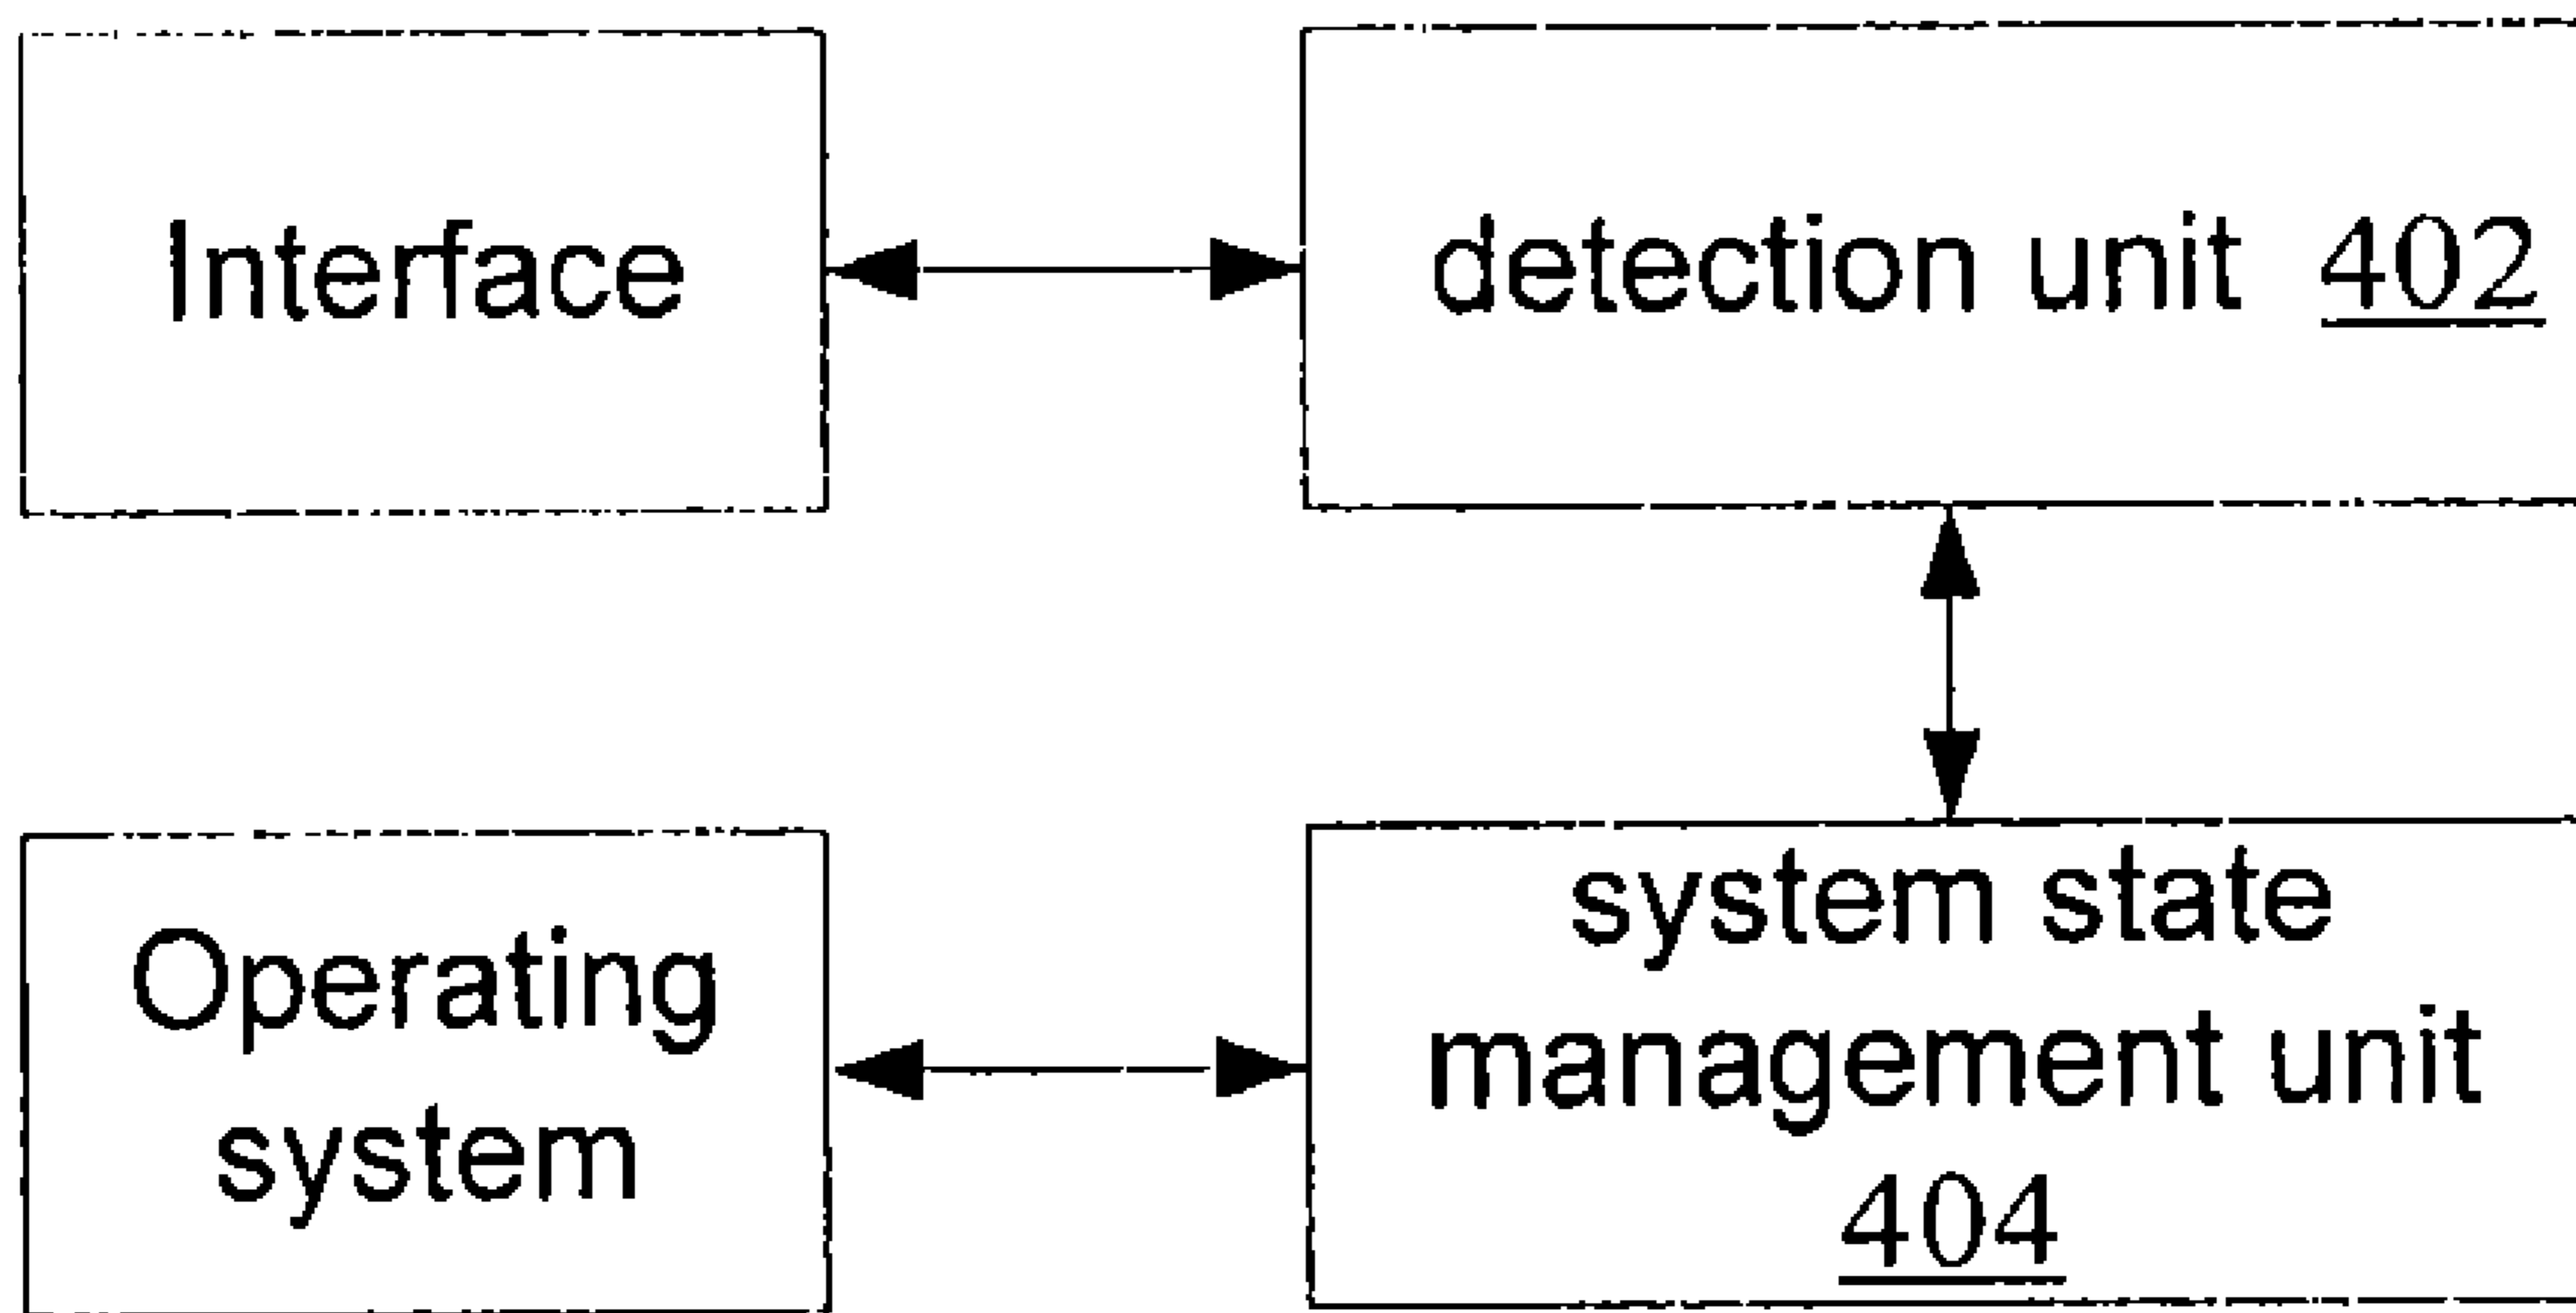 Interface
detection unit 402
Operating
system
system state
management unit
404